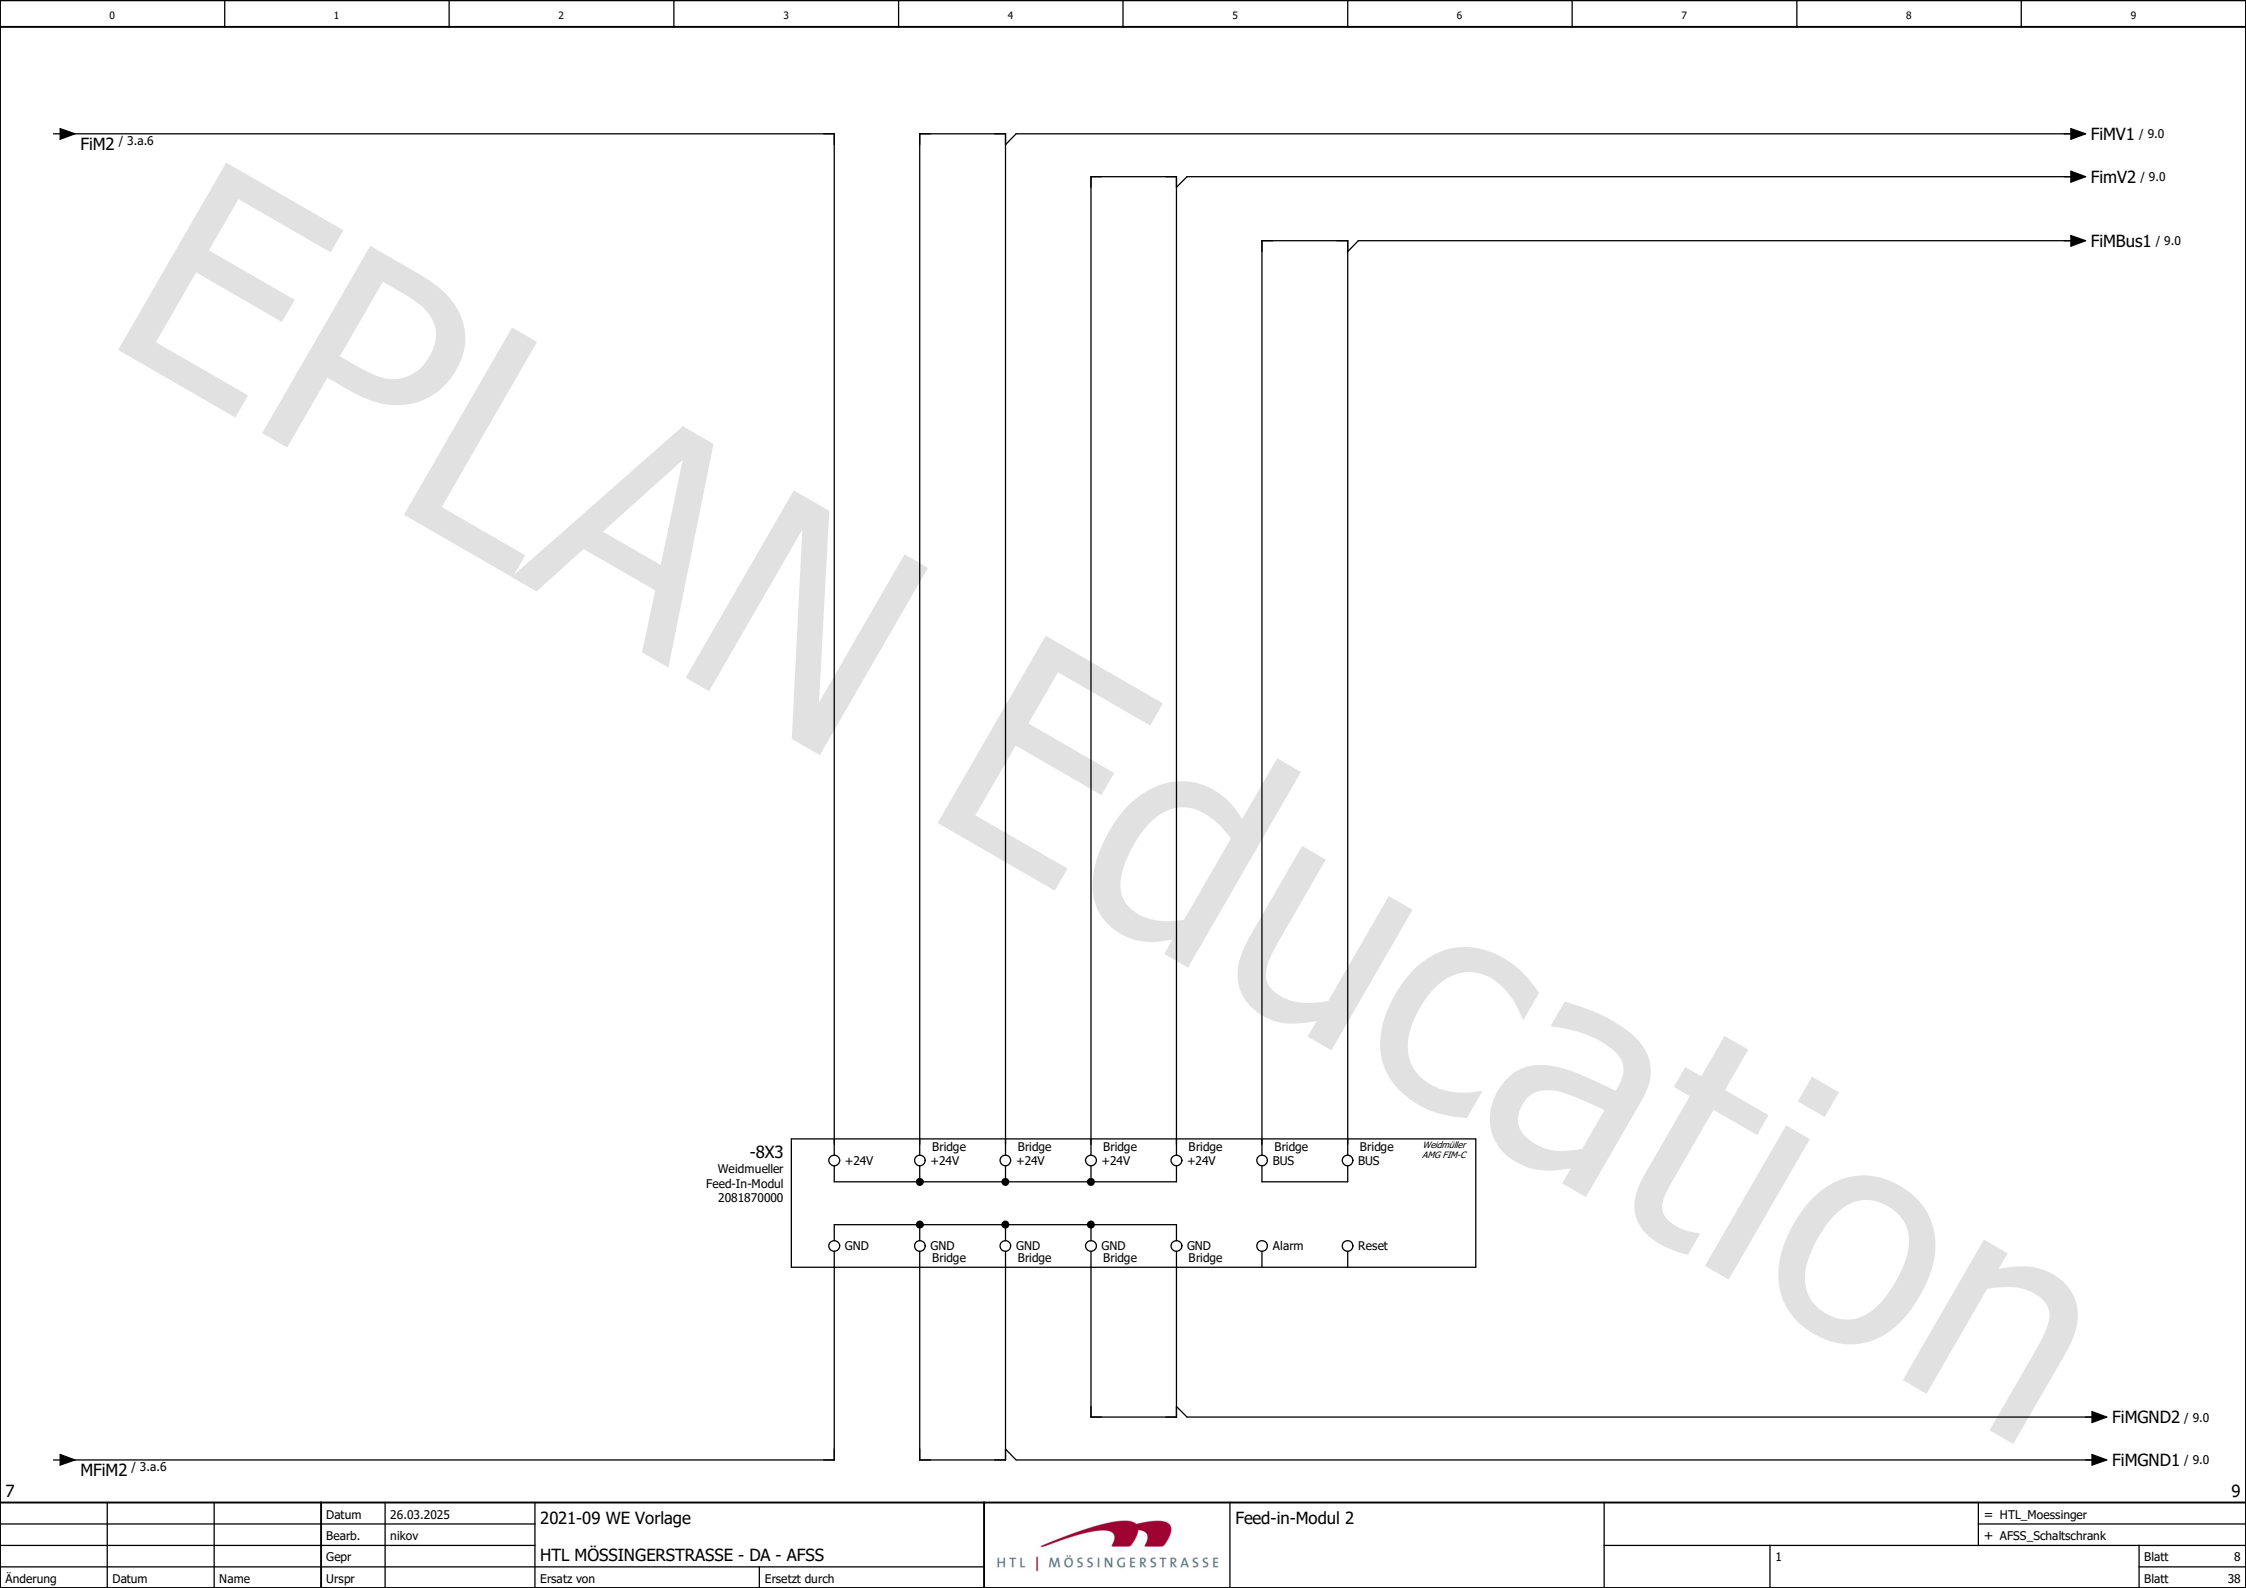 0 1 2 3 4 5 6 7 8 9
FiM2 / 3.a.6
FiMV1 / 9.0
FimV2 / 9.0
FiMBus1 / 9.0
EPLAN Education
-8X3
Weidmueller
Feed-In-Modul
2081870000
Bridge Bridge Bridge Bridge Bridge Bridge
+24V +24V +24V +24V +24V BUS BUS
Weidmüller
AMG FIM-C
GND GND GND GND GND Alarm Reset
Bridge Bridge Bridge Bridge
FiMGND2 / 9.0
MFiM2 / 3.a.6
FiMGND1 / 9.0
7 9
Datum 26.03.2025
Bearb. nikov
Gepr
Änderung Datum Name Urspr
2021-09 WE Vorlage
HTL MÖSSINGERSTRASSE - DA - AFSS
Ersatz von Ersetzt durch
HTL | MÖSSINGERSTRASSE
Feed-in-Modul 2
1
= HTL_Moessinger
+ AFSS_Schaltschrank
Blatt 8
Blatt 38